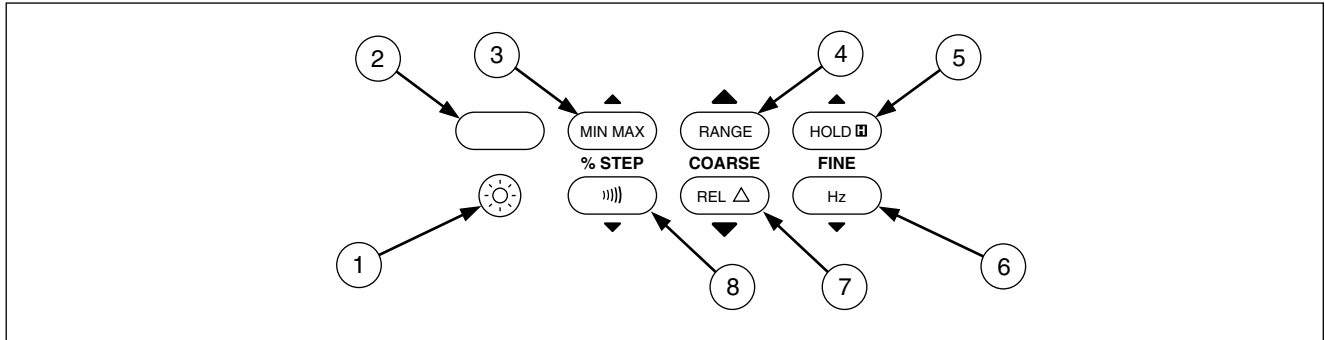 2 3 4 5
MIN MAX RANGE HOLD H
% STEP COARSE FINE
REL △ Hz
1 8 7 6